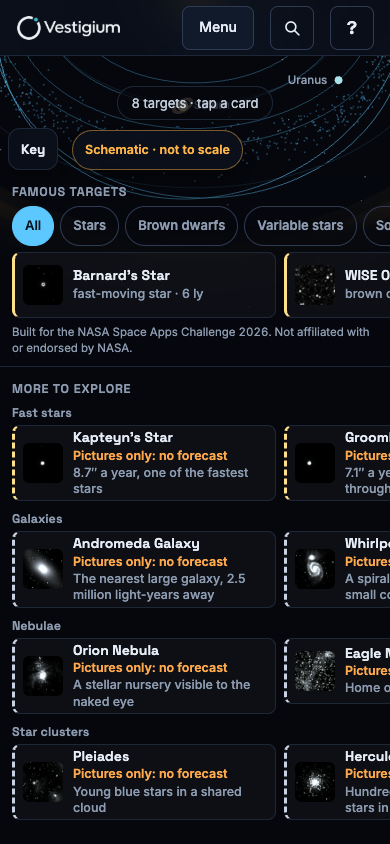 Vestigium
Menu
?
Uranus
8 targets · tap a card
Key
Schematic · not to scale
FAMOUS TARGETS
All
Stars
Brown dwarfs
Variable stars
So
Barnard's Star
fast-moving star · 6 ly
WISE 0
brown d
Built for the NASA Space Apps Challenge 2026. Not affiliated with
or endorsed by NASA.
MORE TO EXPLORE
Fast stars
Kapteyn's Star
Pictures only: no forecast
8.7″ a year, one of the fastest
stars
Groom
Pictures
7.1″ a ye
through
Galaxies
Andromeda Galaxy
Pictures only: no forecast
The nearest large galaxy, 2.5
million light-years away
Whirlp
Pictures
A spiral
small co
Nebulae
Orion Nebula
Pictures only: no forecast
A stellar nursery visible to the
naked eye
Eagle N
Pictures
Home o
Star clusters
Pleiades
Pictures only: no forecast
Young blue stars in a shared
cloud
Hercul
Pictures
Hundre
stars in